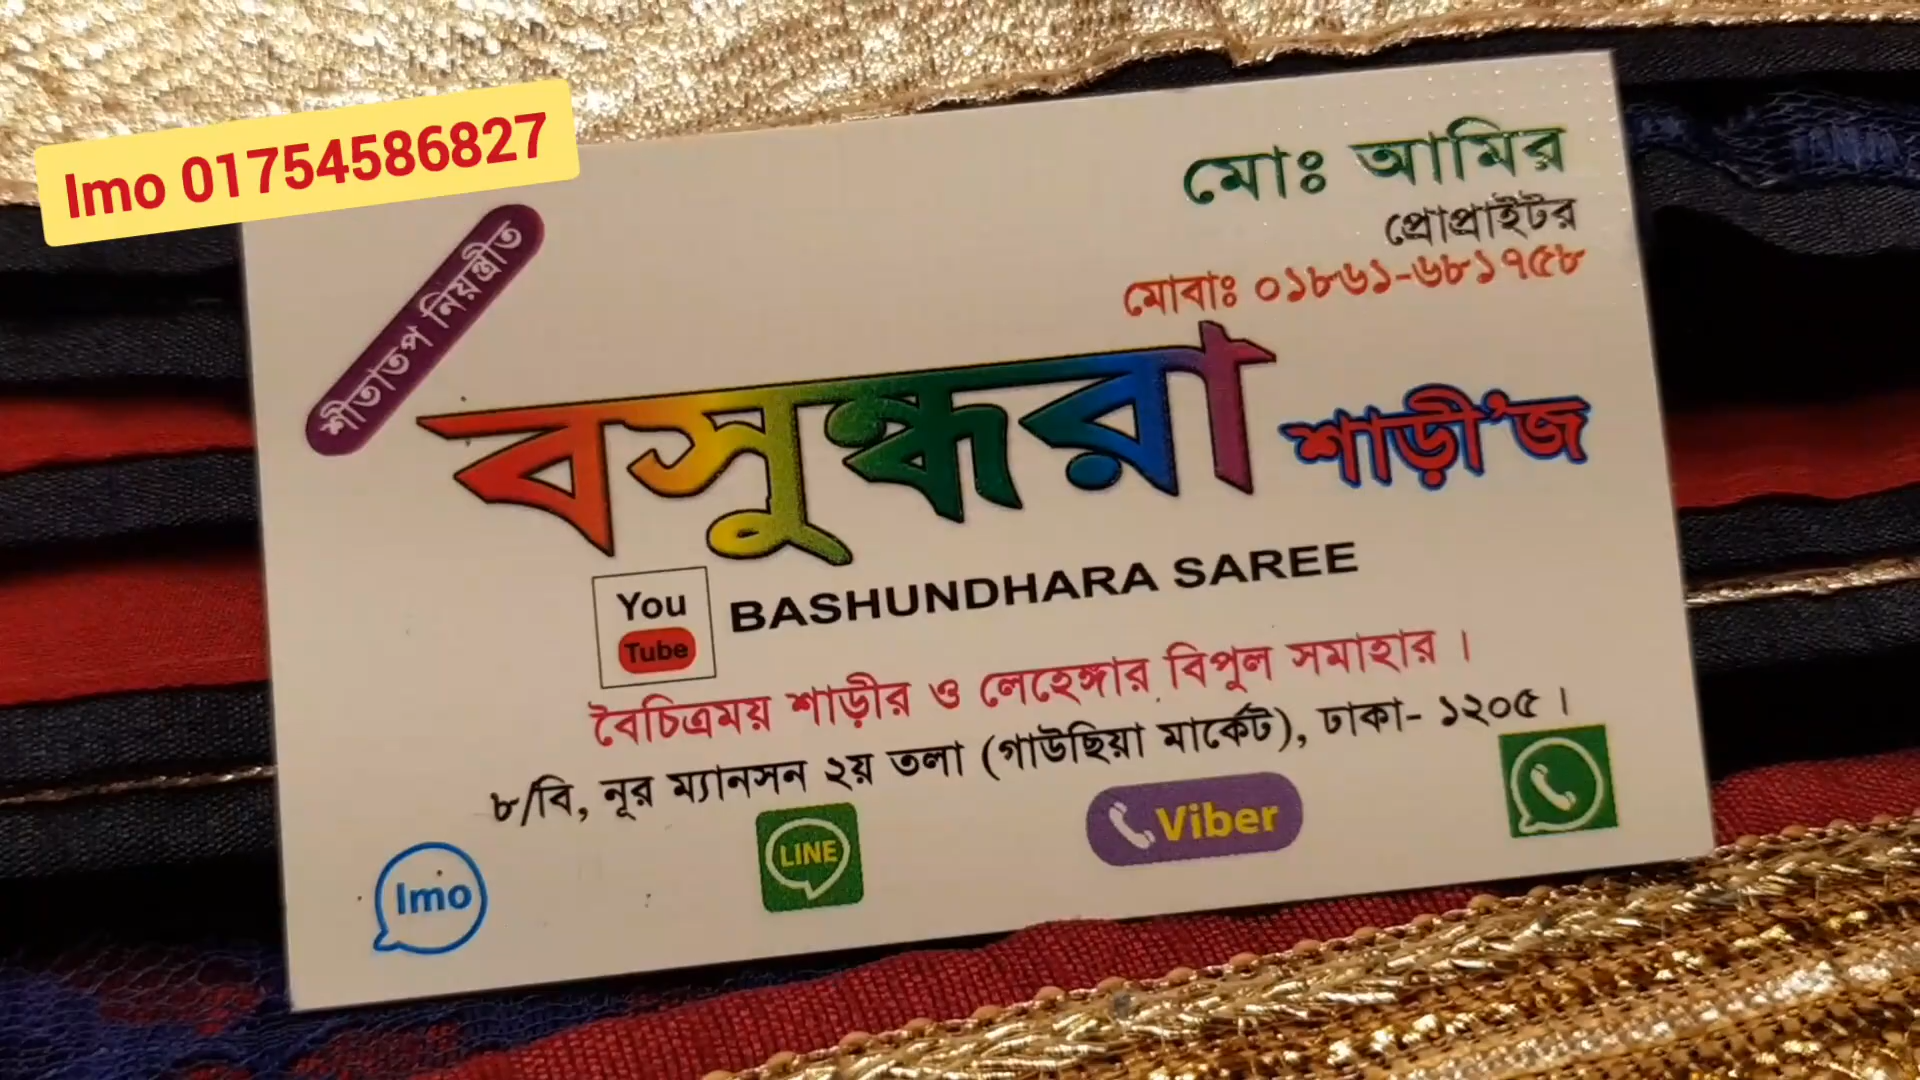 Imo 01754586827
মোঃ আমির
প্রোপ্রাইটর
মোবাঃ ০১৮৬১-৬৮১৭৫৮
শীতাতপ নিয়ন্ত্রীত
বসুন্ধরা শাড়ী'জ
You
Tube
BASHUNDHARA SAREE
বৈচিত্রময় শাড়ীর ও লেহেঙ্গার বিপুল সমাহার।
৮/বি, নূর ম্যানসন ২য় তলা (গাউছিয়া মার্কেট), ঢাকা- ১২০৫।
Imo
LINE
Viber